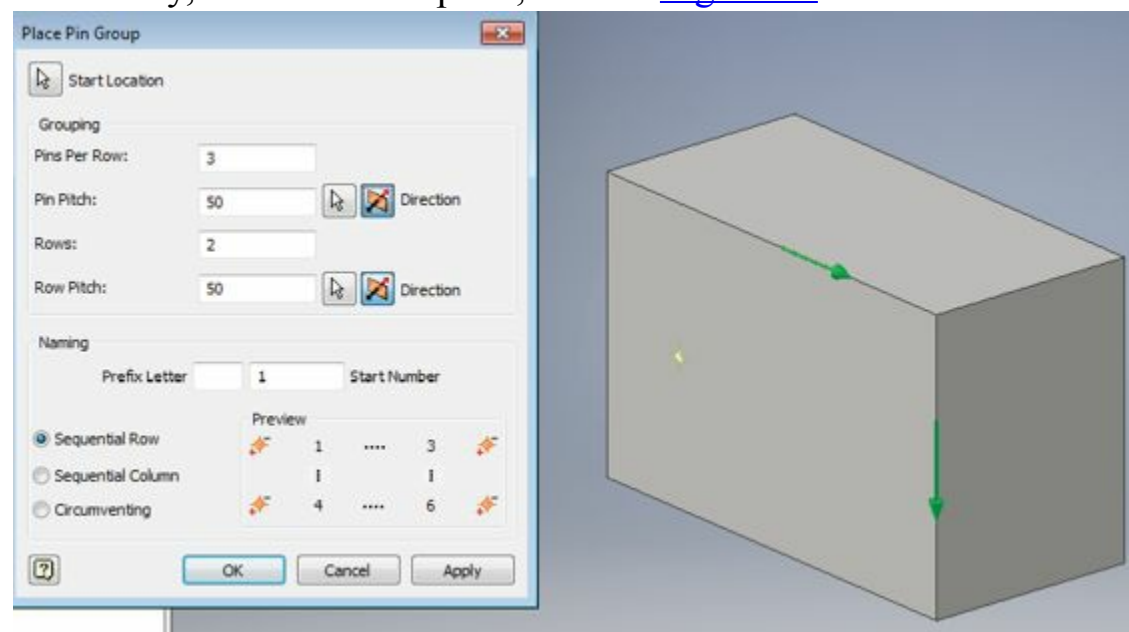 Place Pin Group
Start Location
Grouping
Pins Per Row: 3
Pin Pitch: 50 Direction
Rows: 2
Row Pitch: 50 Direction
Naming
Prefix Letter 1 Start Number
Preview
Sequential Row
1 .... 3
Sequential Column
Circumventing
4 .... 6
OK Cancel Apply